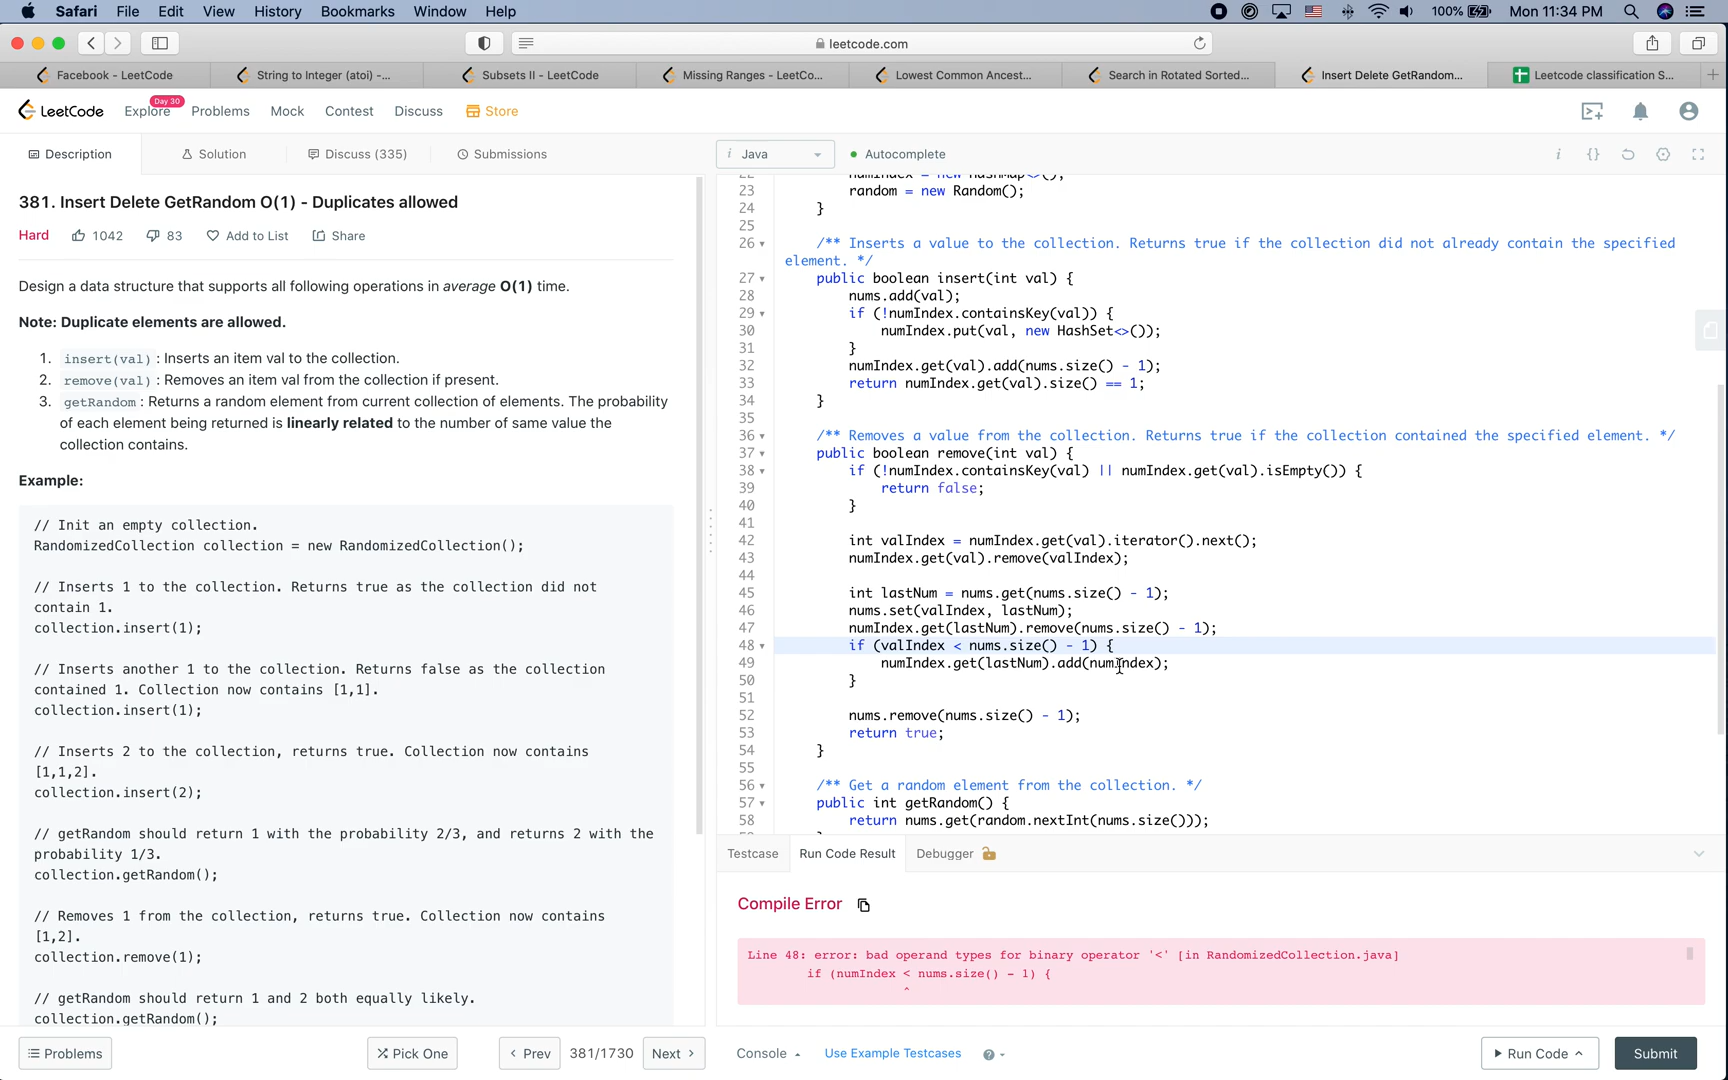 Safari File Edit View History Bookmarks Window Help
100% Mon 11:34 PM
leetcode.com
Facebook - LeetCode
String to Integer (atoi) -...
Subsets II - LeetCode
Missing Ranges - LeetCo...
Lowest Common Ancest...
Search in Rotated Sorted...
Insert Delete GetRandom...
Leetcode classification S...
LeetCode Explore Day 30 Problems Mock Contest Discuss Store
Description Solution Discuss (335) Submissions
i Java Autocomplete
381. Insert Delete GetRandom O(1) - Duplicates allowed
Hard 1042 83 Add to List Share
Design a data structure that supports all following operations in average O(1) time.
Note: Duplicate elements are allowed.
1. insert(val) : Inserts an item val to the collection.
2. remove(val) : Removes an item val from the collection if present.
3. getRandom : Returns a random element from current collection of elements. The probability
of each element being returned is linearly related to the number of same value the
collection contains.
Example:
// Init an empty collection.
RandomizedCollection collection = new RandomizedCollection();
// Inserts 1 to the collection. Returns true as the collection did not
contain 1.
collection.insert(1);
// Inserts another 1 to the collection. Returns false as the collection
contained 1. Collection now contains [1,1].
collection.insert(1);
// Inserts 2 to the collection, returns true. Collection now contains
[1,1,2].
collection.insert(2);
// getRandom should return 1 with the probability 2/3, and returns 2 with the
probability 1/3.
collection.getRandom();
// Removes 1 from the collection, returns true. Collection now contains
[1,2].
collection.remove(1);
// getRandom should return 1 and 2 both equally likely.
collection.getRandom();
22 numIndex = new HashMap<>();
23 random = new Random();
24 }
25
26 /** Inserts a value to the collection. Returns true if the collection did not already contain the specified
element. */
27 public boolean insert(int val) {
28 nums.add(val);
29 if (!numIndex.containsKey(val)) {
30 numIndex.put(val, new HashSet<>());
31 }
32 numIndex.get(val).add(nums.size() - 1);
33 return numIndex.get(val).size() == 1;
34 }
35
36 /** Removes a value from the collection. Returns true if the collection contained the specified element. */
37 public boolean remove(int val) {
38 if (!numIndex.containsKey(val) || numIndex.get(val).isEmpty()) {
39 return false;
40 }
41
42 int valIndex = numIndex.get(val).iterator().next();
43 numIndex.get(val).remove(valIndex);
44
45 int lastNum = nums.get(nums.size() - 1);
46 nums.set(valIndex, lastNum);
47 numIndex.get(lastNum).remove(nums.size() - 1);
48 if (valIndex < nums.size() - 1) {
49 numIndex.get(lastNum).add(numIndex);
50 }
51
52 nums.remove(nums.size() - 1);
53 return true;
54 }
55
56 /** Get a random element from the collection. */
57 public int getRandom() {
58 return nums.get(random.nextInt(nums.size()));
Testcase Run Code Result Debugger
Compile Error
Line 48: error: bad operand types for binary operator '<' [in RandomizedCollection.java]
if (numIndex < nums.size() - 1) {
^
Problems Pick One Prev 381/1730 Next Console Use Example Testcases ? Run Code Submit